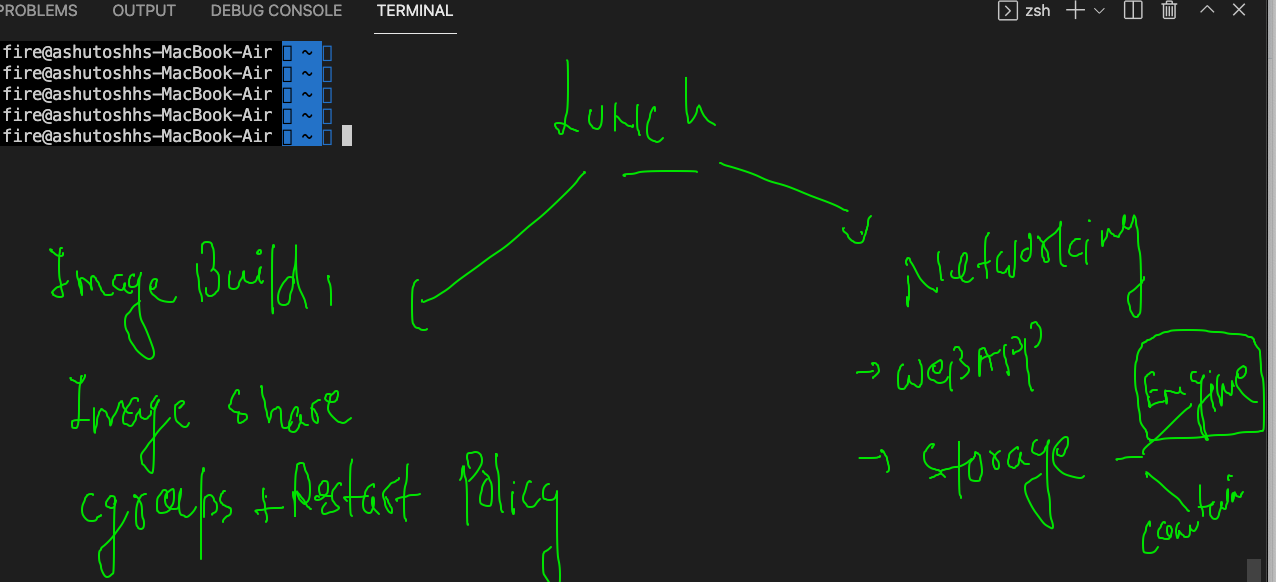 PROBLEMS OUTPUT DEBUG CONSOLE TERMINAL zsh
fire@ashutoshhs-MacBook-Air ~
fire@ashutoshhs-MacBook-Air ~
fire@ashutoshhs-MacBook-Air ~
fire@ashutoshhs-MacBook-Air ~
fire@ashutoshhs-MacBook-Air ~
Lunch
Image Build,
Image share
cgroups + Restart Policy
Networking
→ WebAPP
→ Storage
Engine
contain